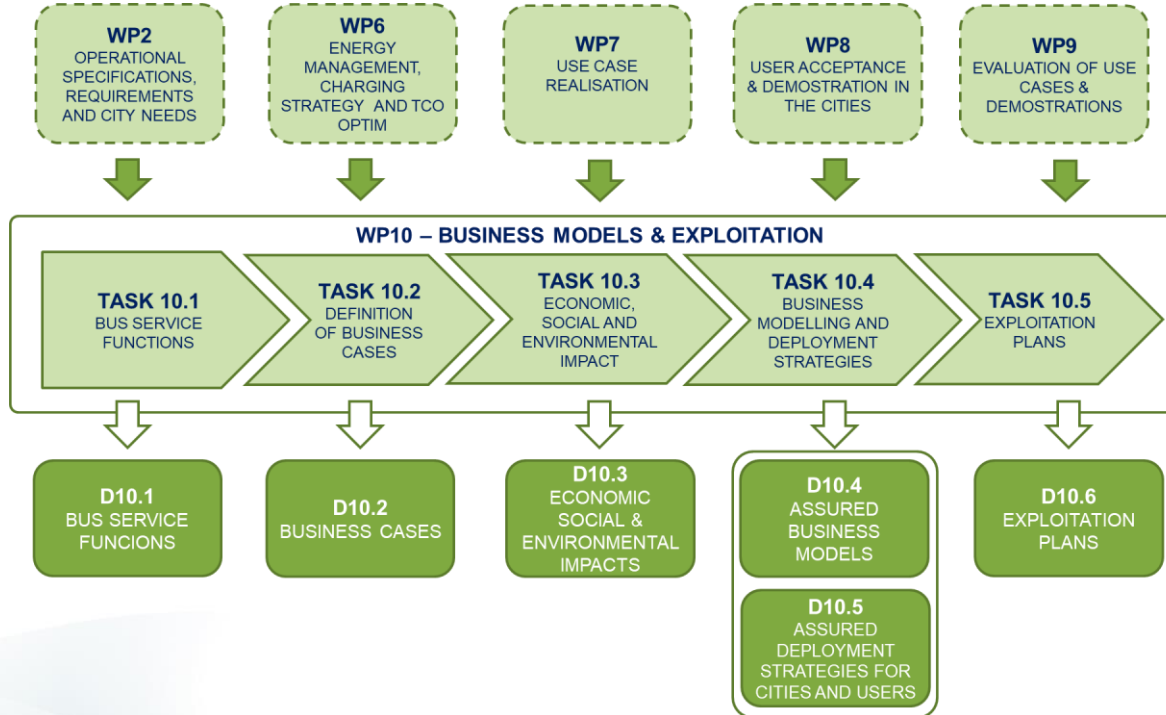 WP2
OPERATIONAL
SPECIFICATIONS,
REQUIREMENTS
AND CITY NEEDS
WP6
ENERGY
MANAGEMENT,
CHARGING
STRATEGY AND TCO
OPTIM
WP7
USE CASE
REALISATION
WP8
USER ACCEPTANCE
& DEMOSTRATION IN
THE CITIES
WP9
EVALUATION OF USE
CASES &
DEMOSTRATIONS
WP10 – BUSINESS MODELS & EXPLOITATION
TASK 10.1
BUS SERVICE
FUNCTIONS
TASK 10.2
DEFINITION
OF BUSINESS
CASES
TASK 10.3
ECONOMIC,
SOCIAL AND
ENVIRONMENTAL
IMPACT
TASK 10.4
BUSINESS
MODELLING AND
DEPLOYMENT
STRATEGIES
TASK 10.5
EXPLOITATION
PLANS
D10.1
BUS SERVICE
FUNCIONS
D10.2
BUSINESS CASES
D10.3
ECONOMIC
SOCIAL &
ENVIRONMENTAL
IMPACTS
D10.4
ASSURED
BUSINESS
MODELS
D10.5
ASSURED
DEPLOYMENT
STRATEGIES FOR
CITIES AND USERS
D10.6
EXPLOITATION
PLANS